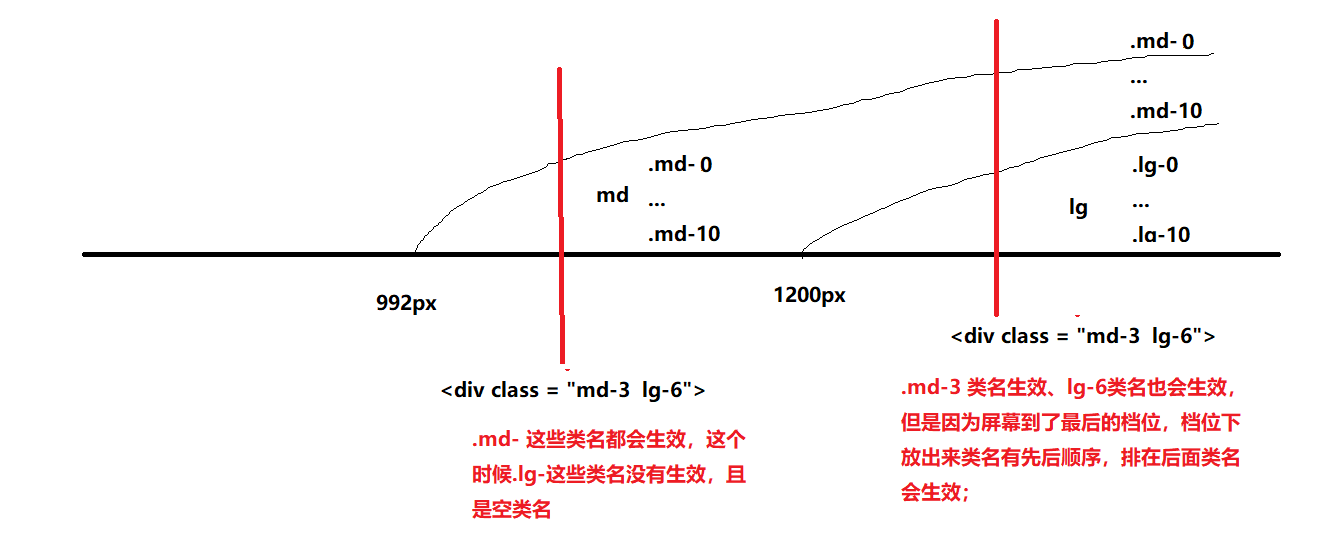 .md- 0
...
.md-10
.md- 0
md
...
.md-10
.lg-0
lg
...
.lg-10
992px
1200px
<div class = "md-3 lg-6">
.md- 这些类名都会生效，这个
时候.lg-这些类名没有生效，且
是空类名
<div class = "md-3 lg-6">
.md-3 类名生效、lg-6类名也会生效，
但是因为屏幕到了最后的档位，档位下
放出来类名有先后顺序，排在后面类名
会生效；